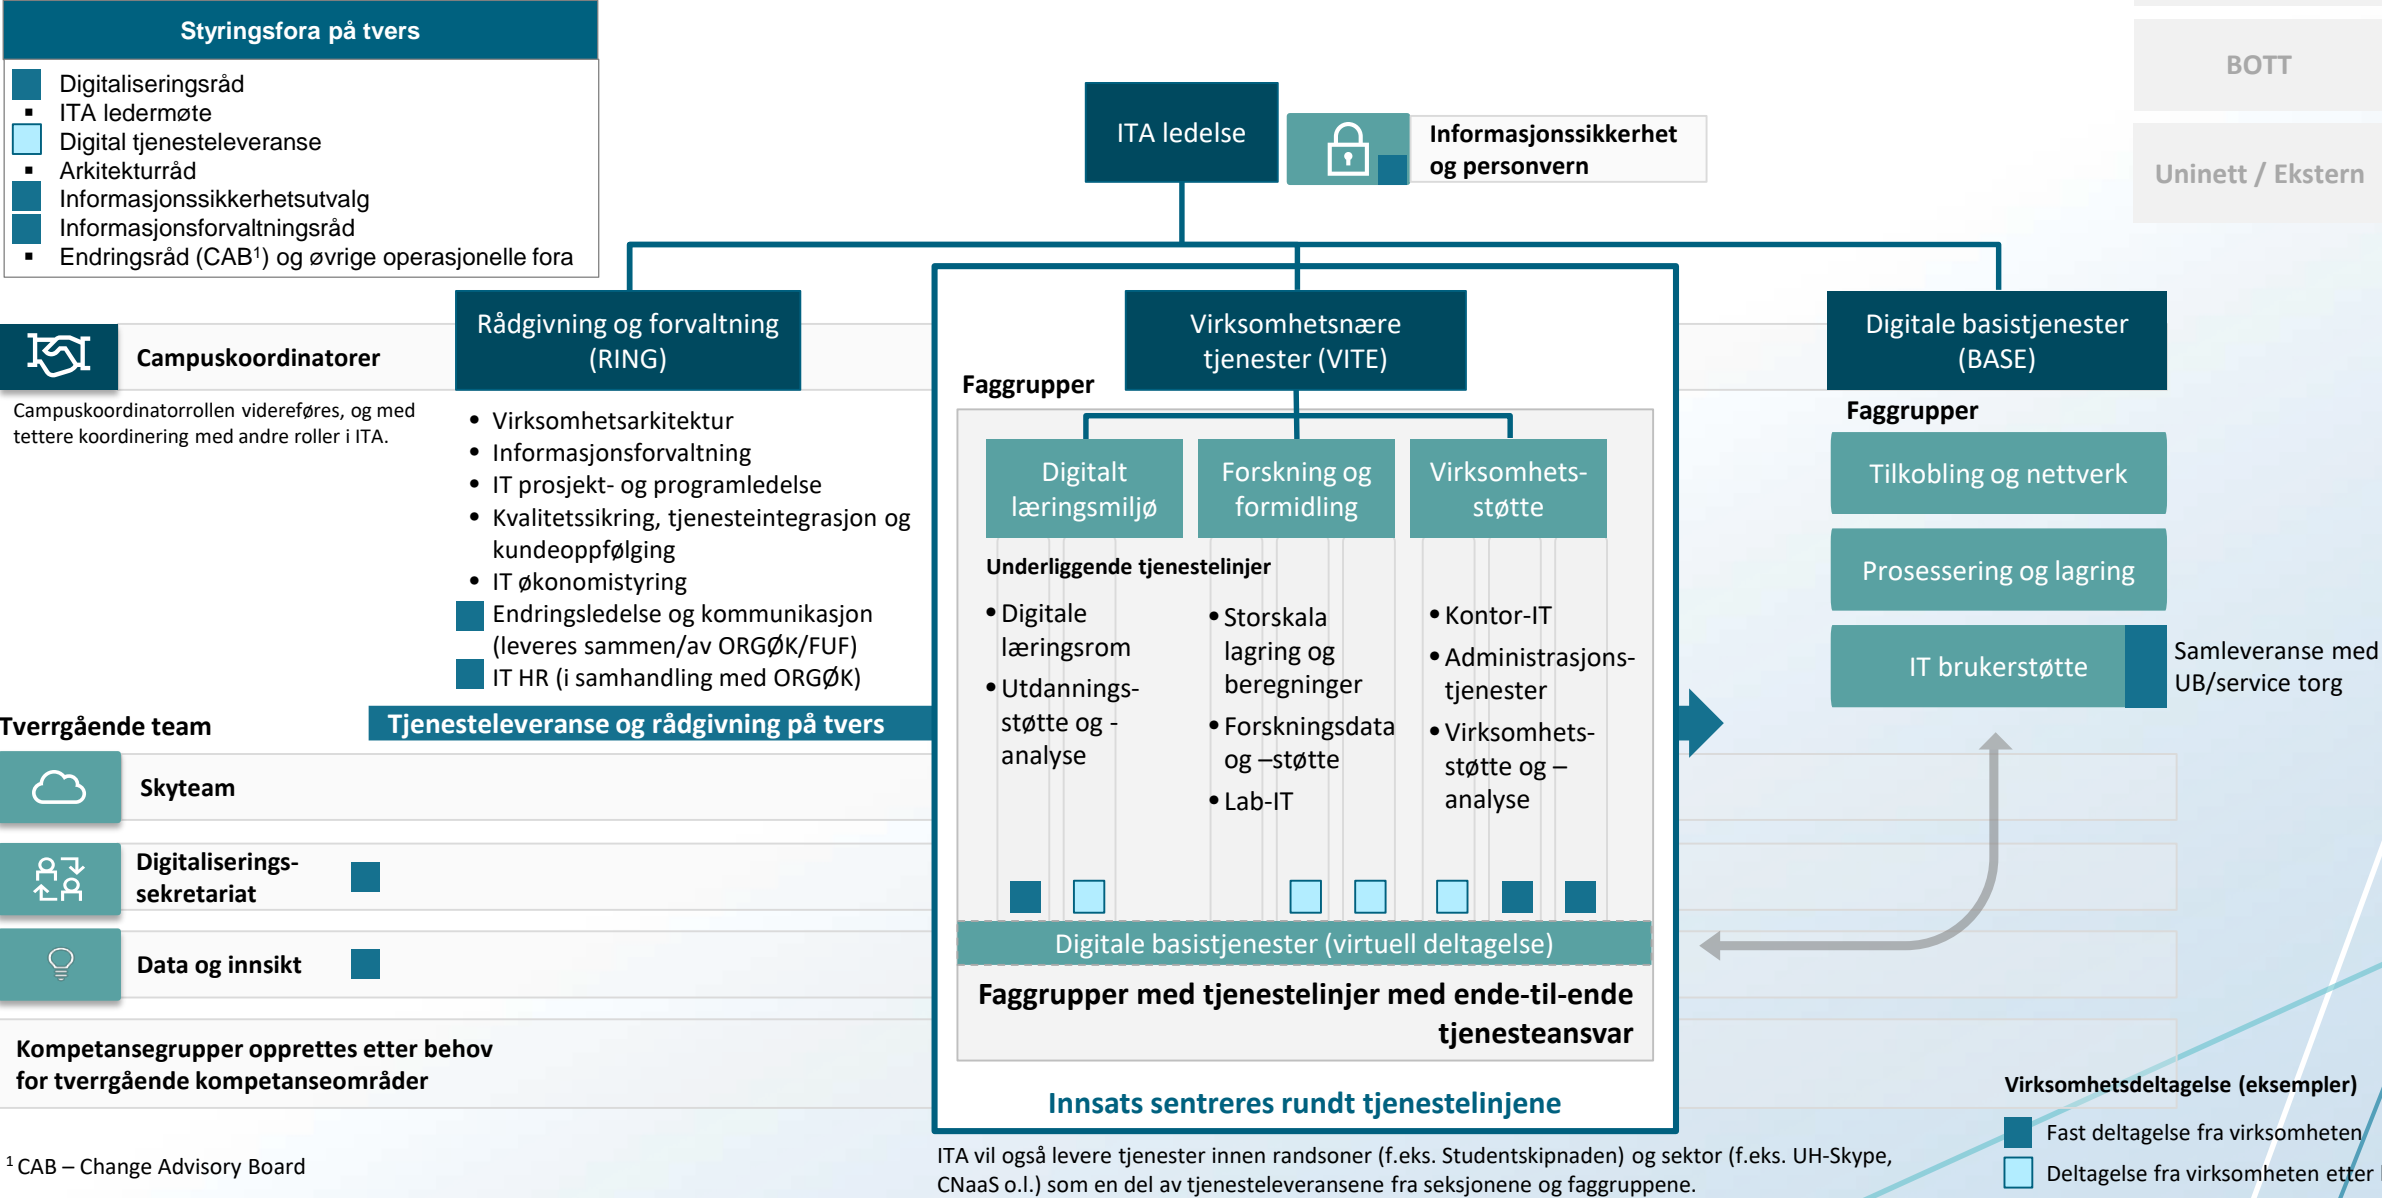 Styringsfora på tvers
Digitaliseringsråd
▪ ITA ledermøte
Digital tjenesteleveranse
▪ Arkitekturråd
Informasjonssikkerhetsutvalg
Informasjonsforvaltningsråd
▪ Endringsråd (CAB¹) og øvrige operasjonelle fora
ITA ledelse
Informasjonssikkerhet
og personvern
BOTT
Uninett / Ekstern
Campuskoordinatorer
Campuskoordinatorrollen videreføres, og med
tettere koordinering med andre roller i ITA.
Rådgivning og forvaltning
(RING)
• Virksomhetsarkitektur
• Informasjonsforvaltning
• IT prosjekt- og programledelse
• Kvalitetssikring, tjenesteintegrasjon og
kundeoppfølging
• IT økonomistyring
Endringsledelse og kommunikasjon
(leveres sammen/av ORGØK/FUF)
IT HR (i samhandling med ORGØK)
Virksomhetsnære
tjenester (VITE)
Faggrupper
Digitalt
læringsmiljø
Forskning og
formidling
Virksomhets-
støtte
Underliggende tjenestelinjer
• Digitale
læringsrom
• Utdannings-
støtte og -
analyse
• Storskala
lagring og
beregninger
• Forskningsdata
og –støtte
• Lab-IT
• Kontor-IT
• Administrasjons-
tjenester
• Virksomhets-
støtte og –
analyse
Digitale basistjenester (virtuell deltagelse)
Faggrupper med tjenestelinjer med ende-til-ende
tjenesteansvar
Innsats sentreres rundt tjenestelinjene
Digitale basistjenester
(BASE)
Faggrupper
Tilkobling og nettverk
Prosessering og lagring
IT brukerstøtte
Samleveranse med
UB/service torg
Tverrgående team
Tjenesteleveranse og rådgivning på tvers
Skyteam
Digitaliserings-
sekretariat
Data og innsikt
Kompetansegrupper opprettes etter behov
for tverrgående kompetanseområder
¹ CAB – Change Advisory Board
ITA vil også levere tjenester innen randsoner (f.eks. Studentskipnaden) og sektor (f.eks. UH-Skype,
CNaaS o.l.) som en del av tjenesteleveransene fra seksjonene og faggruppene.
Virksomhetsdeltagelse (eksempler)
Fast deltagelse fra virksomheten
Deltagelse fra virksomheten etter